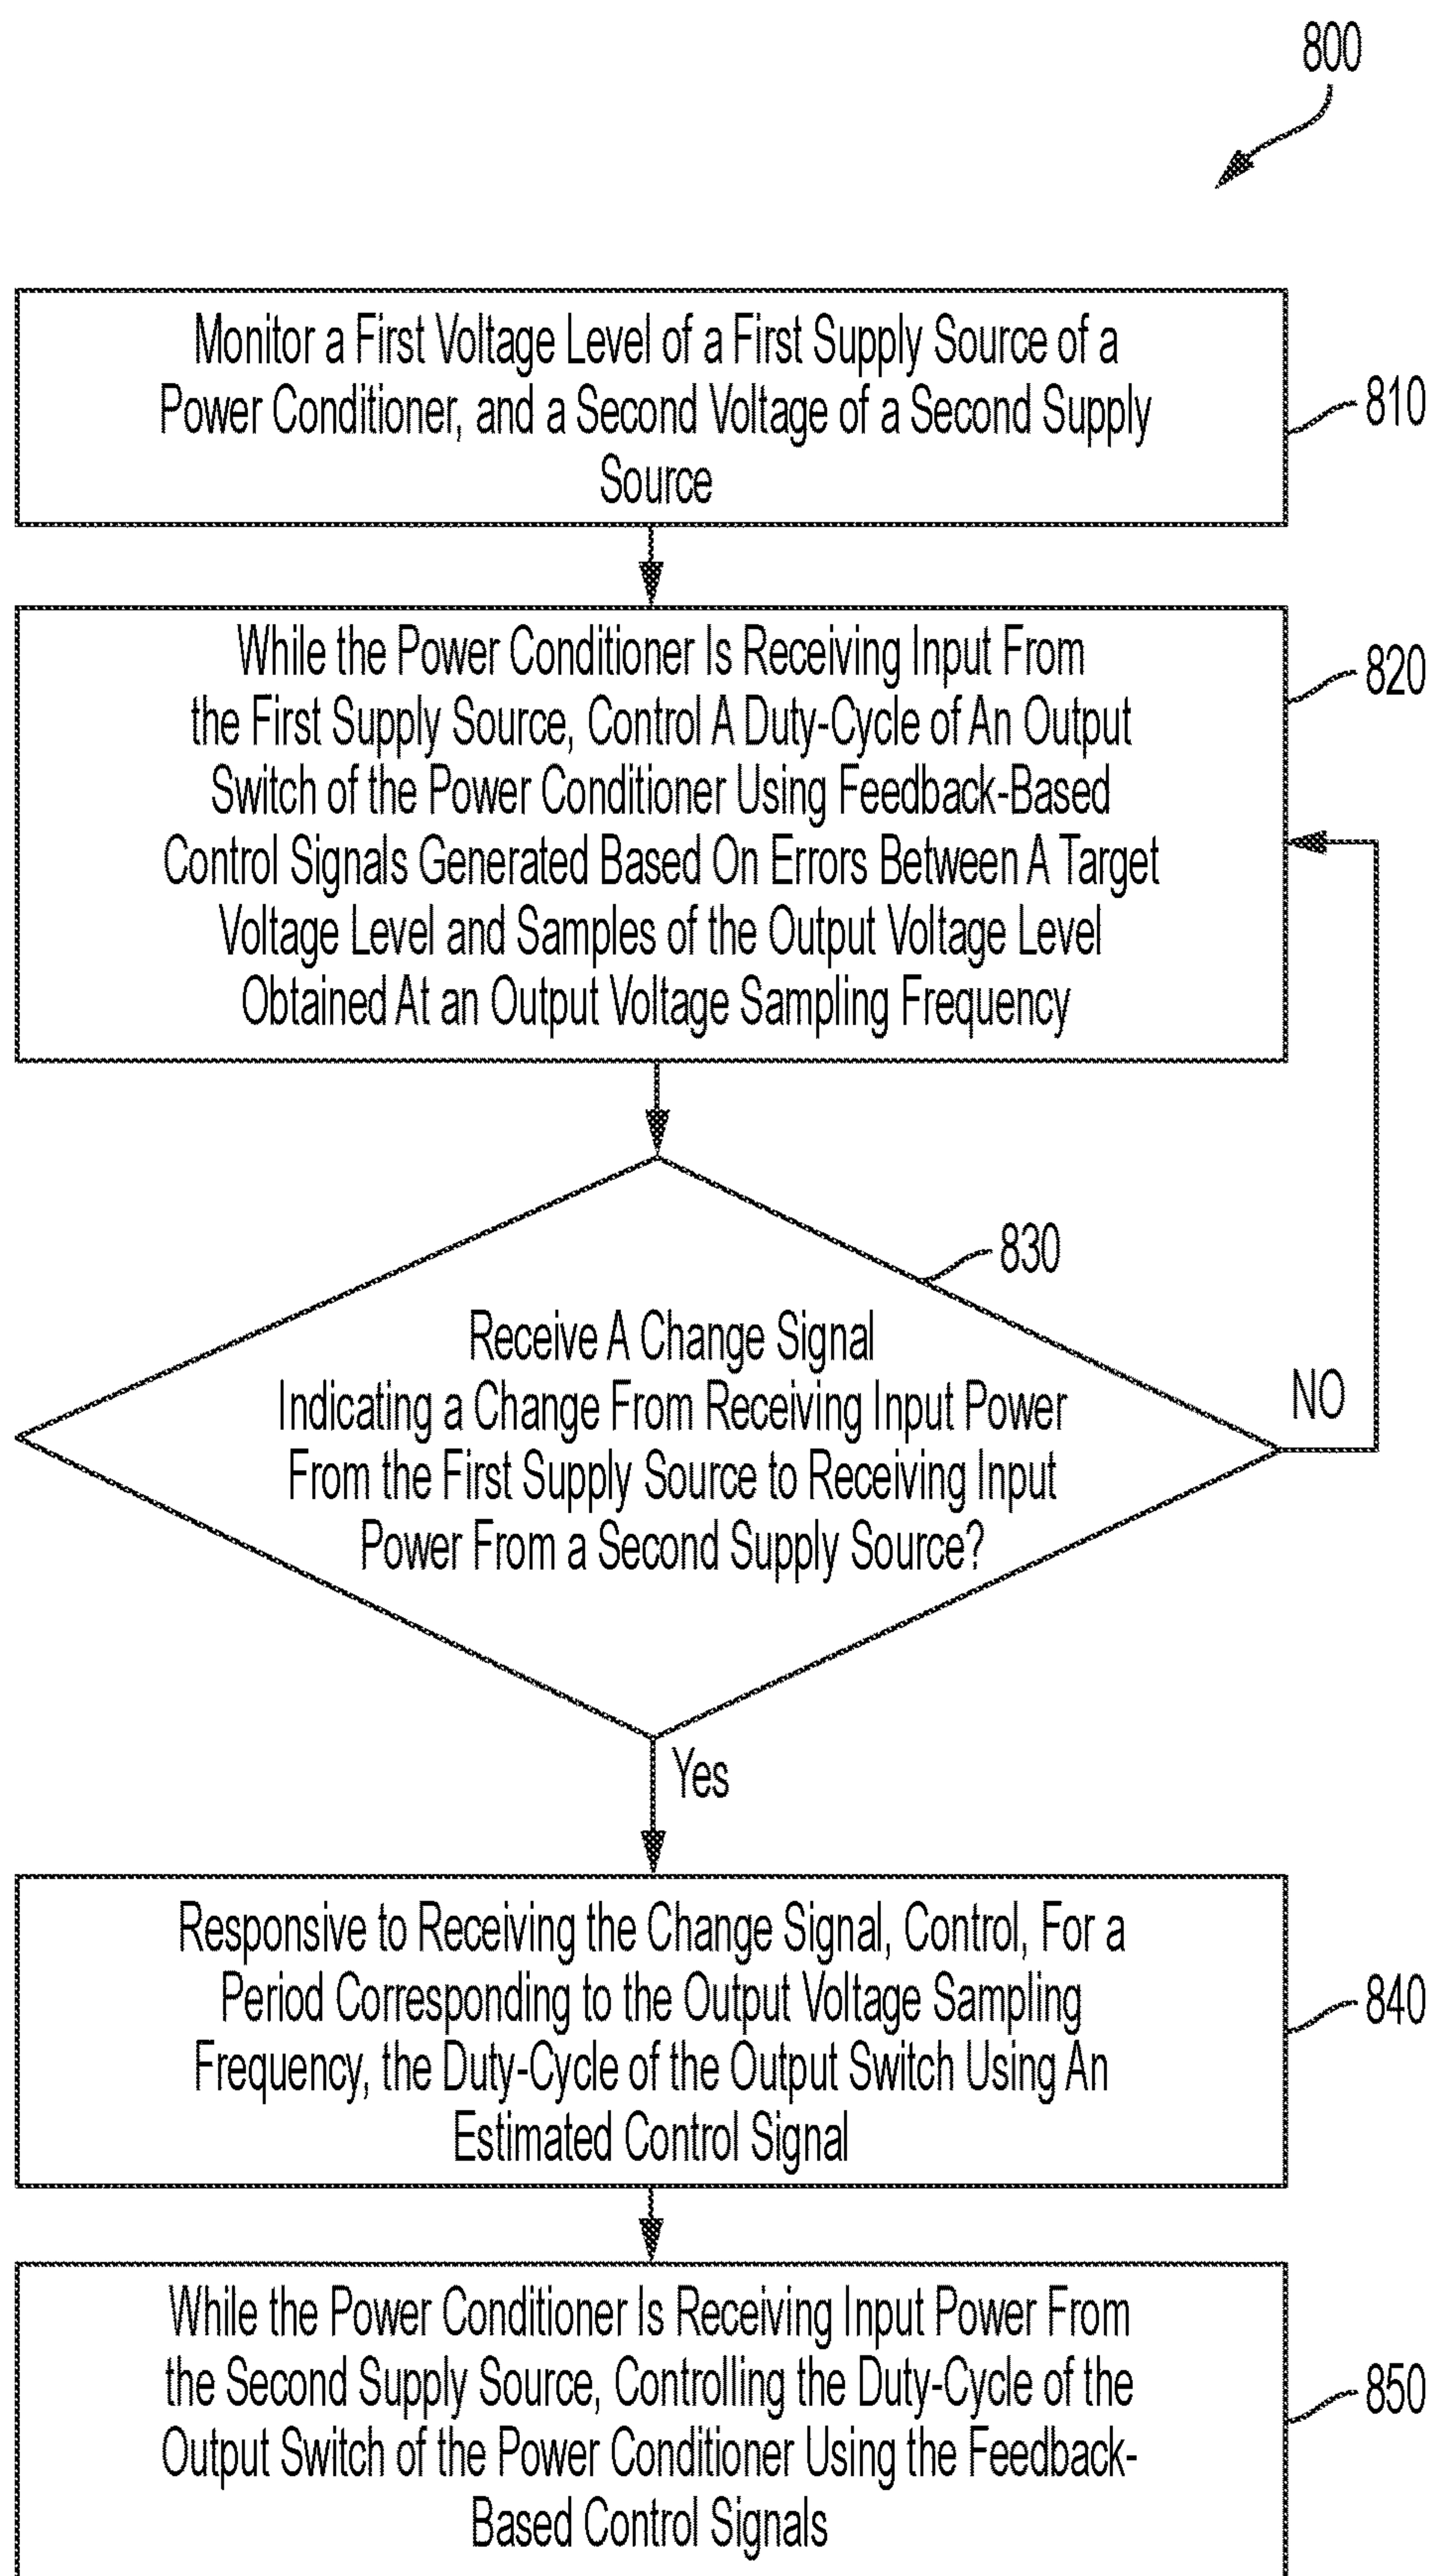 800
Monitor a First Voltage Level of a First Supply Source of a
Power Conditioner, and a Second Voltage of a Second Supply
Source
810
While the Power Conditioner Is Receiving Input From
the First Supply Source, Control A Duty-Cycle of An Output
Switch of the Power Conditioner Using Feedback-Based
Control Signals Generated Based On Errors Between A Target
Voltage Level and Samples of the Output Voltage Level
Obtained At an Output Voltage Sampling Frequency
820
830
Receive A Change Signal
Indicating a Change From Receiving Input Power
From the First Supply Source to Receiving Input
Power From a Second Supply Source?
NO
Yes
Responsive to Receiving the Change Signal, Control, For a
Period Corresponding to the Output Voltage Sampling
Frequency, the Duty-Cycle of the Output Switch Using An
Estimated Control Signal
840
While the Power Conditioner Is Receiving Input Power From
the Second Supply Source, Controlling the Duty-Cycle of the
Output Switch of the Power Conditioner Using the Feedback-
Based Control Signals
850